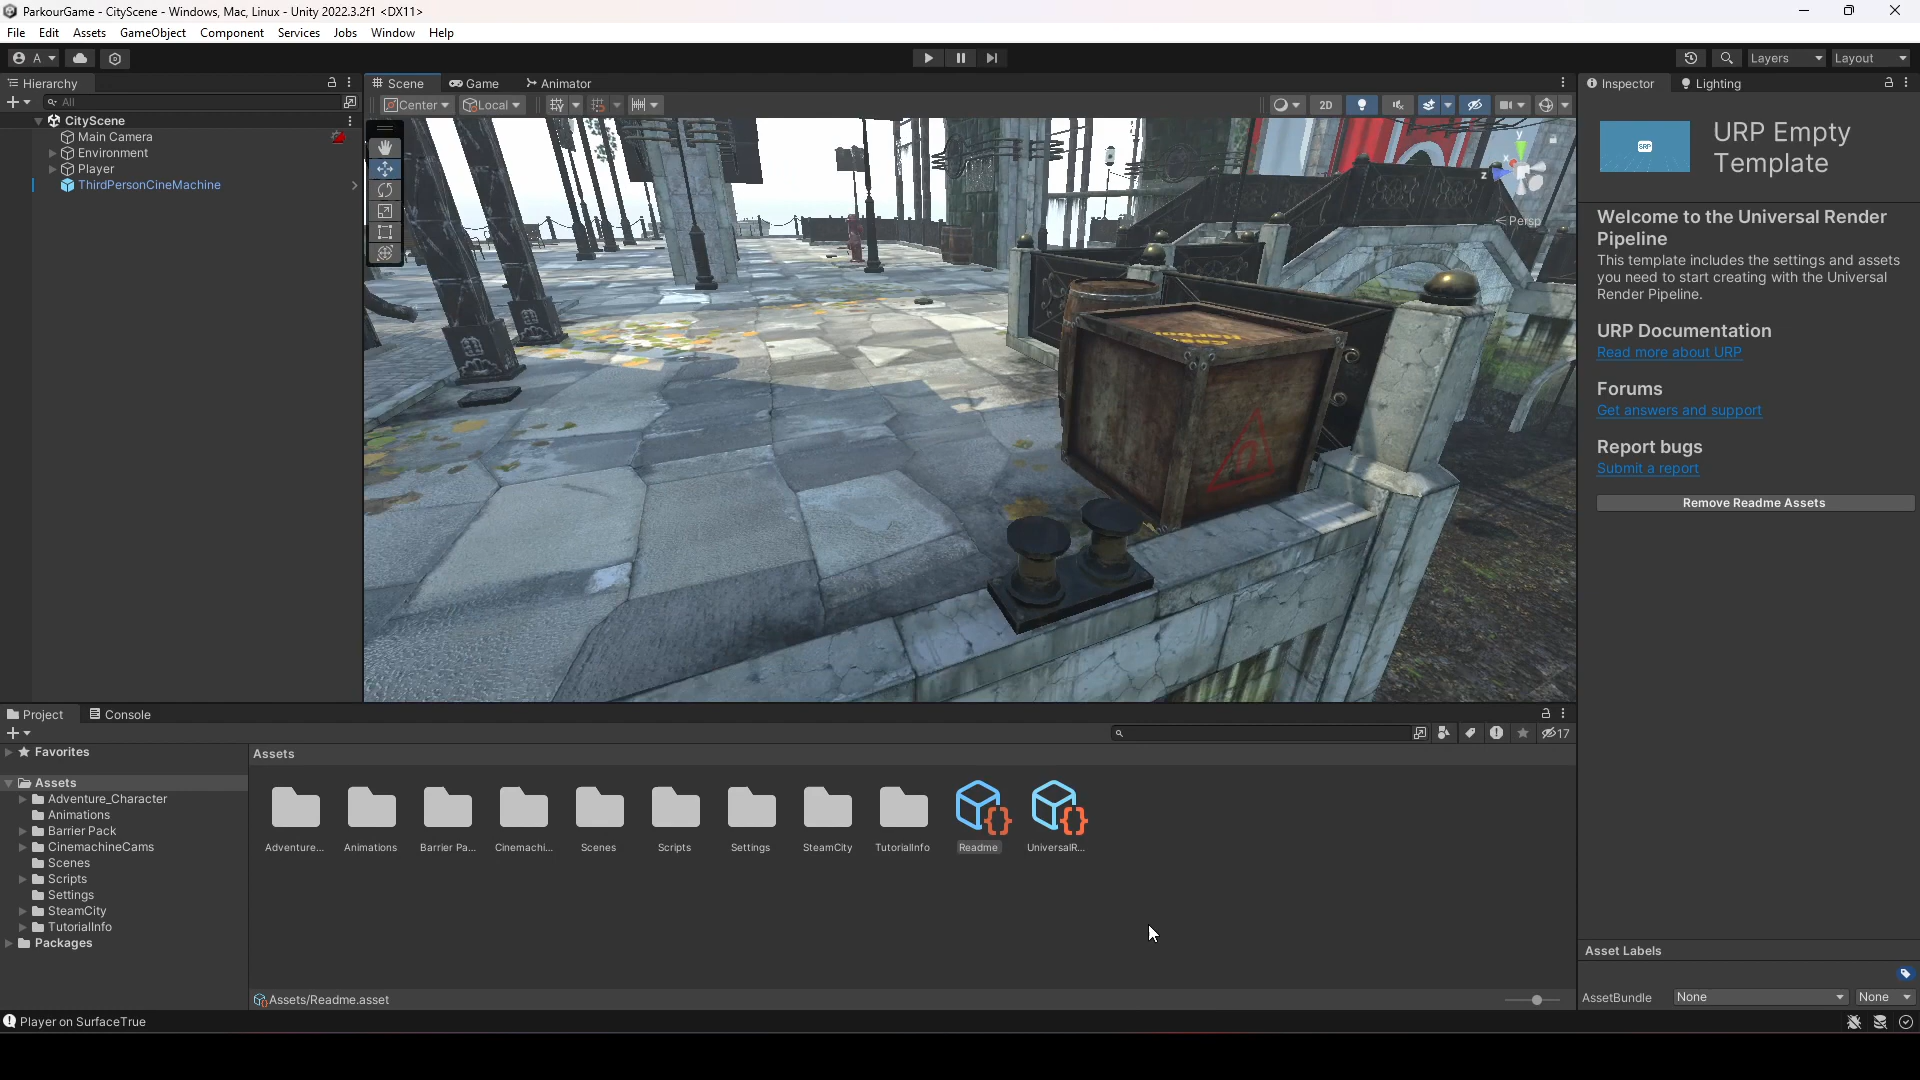 ParkourGame - CityScene - Windows, Mac, Linux - Unity 2022.3.2f1 <DX11>
File Edit Assets GameObject Component Services Jobs Window Help
A Layers Layout
Hierarchy Scene Game Animator Inspector Lighting
All Center Local 2D
CityScene
Main Camera
Environment
Player
ThirdPersonCineMachine
y
x
z
Persp
URP Empty
Template
Welcome to the Universal Render
Pipeline
This template includes the settings and assets
you need to start creating with the Universal
Render Pipeline.
URP Documentation
Read more about URP
Forums
Get answers and support
Report bugs
Submit a report
Remove Readme Assets
Project Console
17
Favorites
Assets
Adventure_Character
Animations
Barrier Pack
CinemachineCams
Scenes
Scripts
Settings
SteamCity
TutorialInfo
Packages
Assets
Adventure... Animations Barrier Pa... Cinemachi... Scenes Scripts Settings SteamCity TutorialInfo Readme UniversalR...
Assets/Readme.asset
Asset Labels
AssetBundle None None
Player on SurfaceTrue